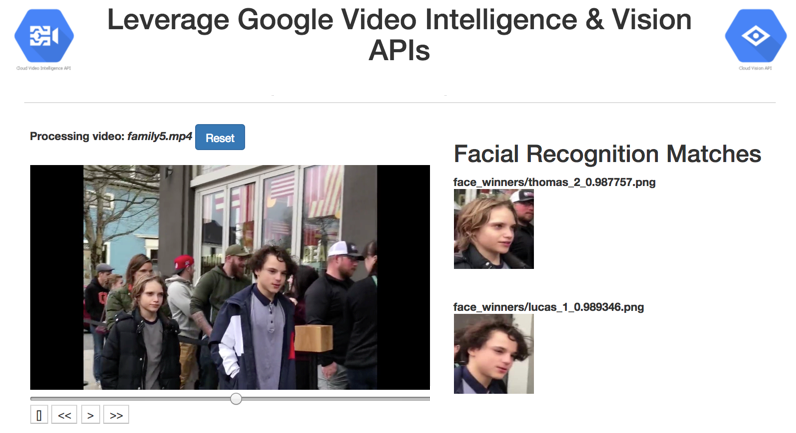 Leverage Google Video Intelligence & Vision
APIs
Cloud Video Intelligence API
Cloud Vision API
Processing video: family5.mp4 Reset
Facial Recognition Matches
face_winners/thomas_2_0.987757.png
face_winners/lucas_1_0.989346.png
[] << > >>